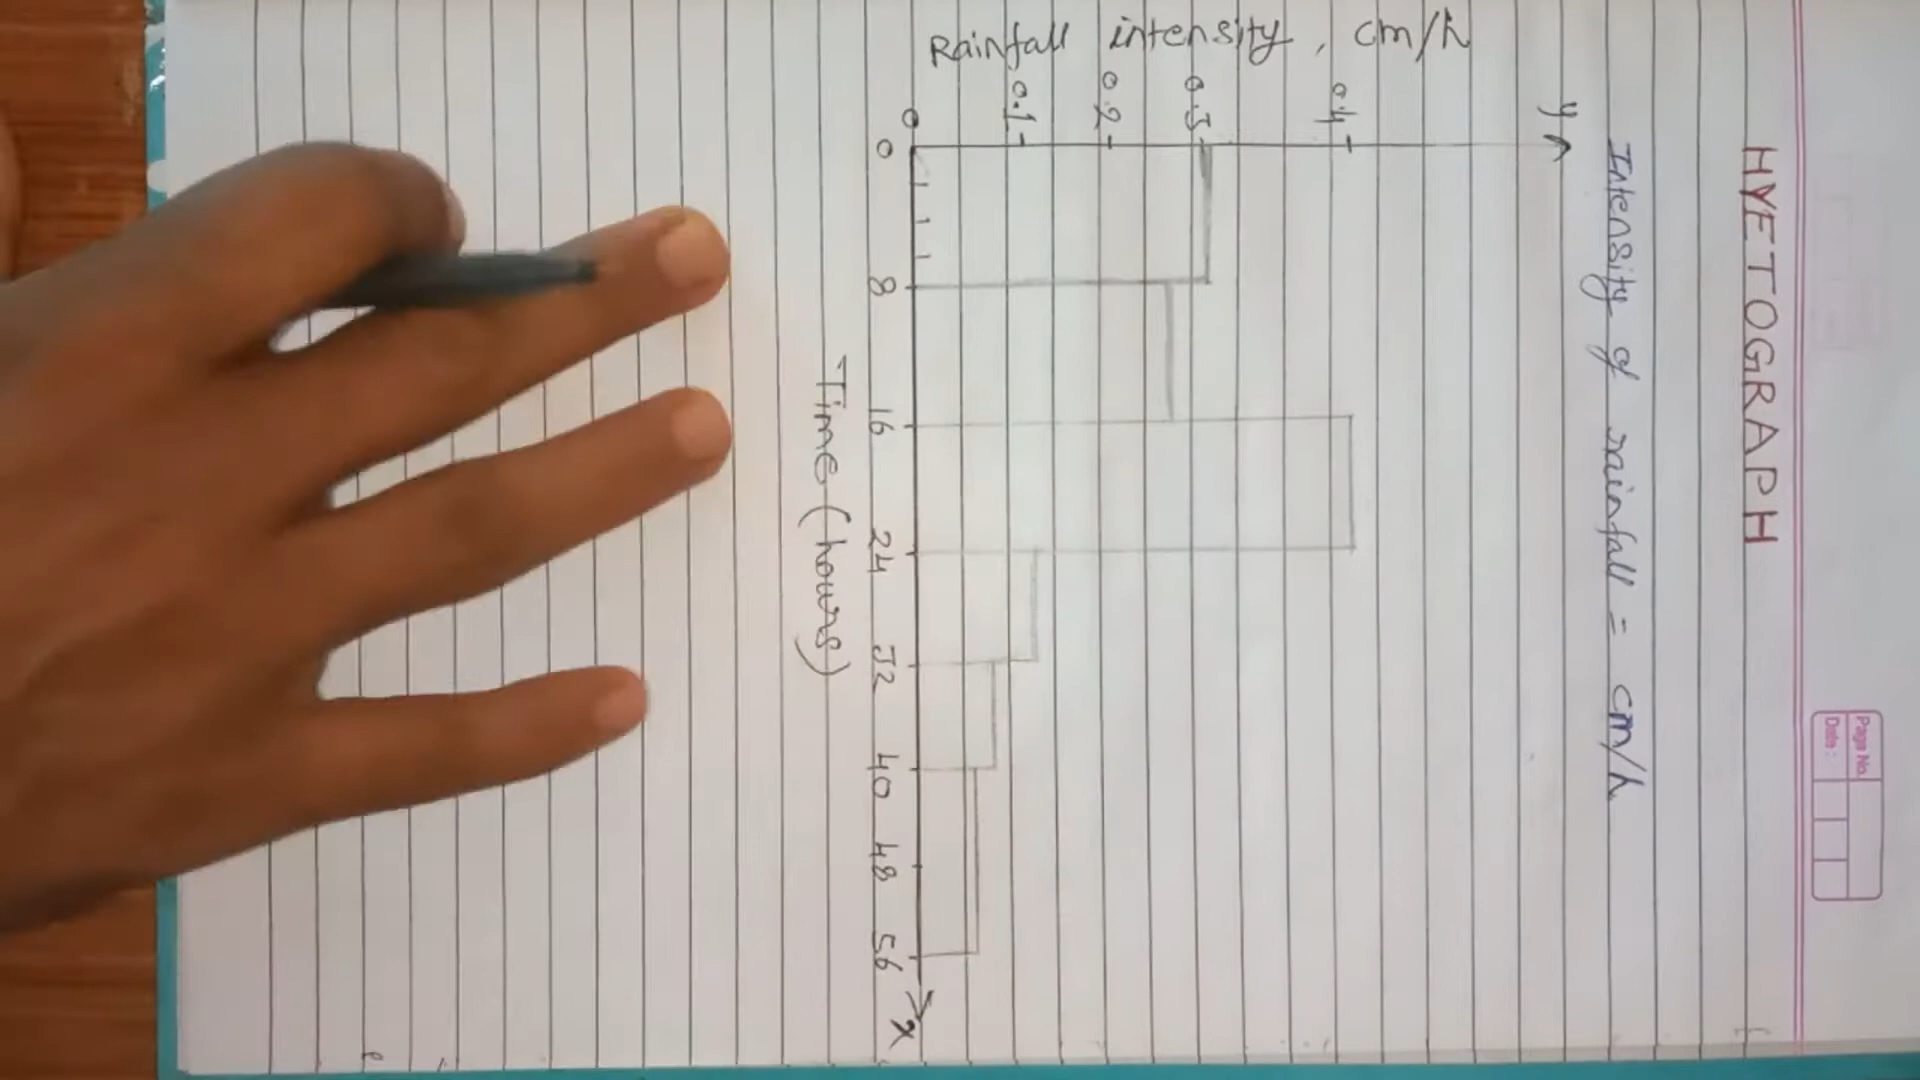 HYETOGRAPH
Intensity of rainfall = cm/h
y
Rainfall intensity, cm/h
0.4
0.3
0.2
0.1
0
0 8 16 24 32 40 48 56 x
Time (hours)
Page No.
Date :